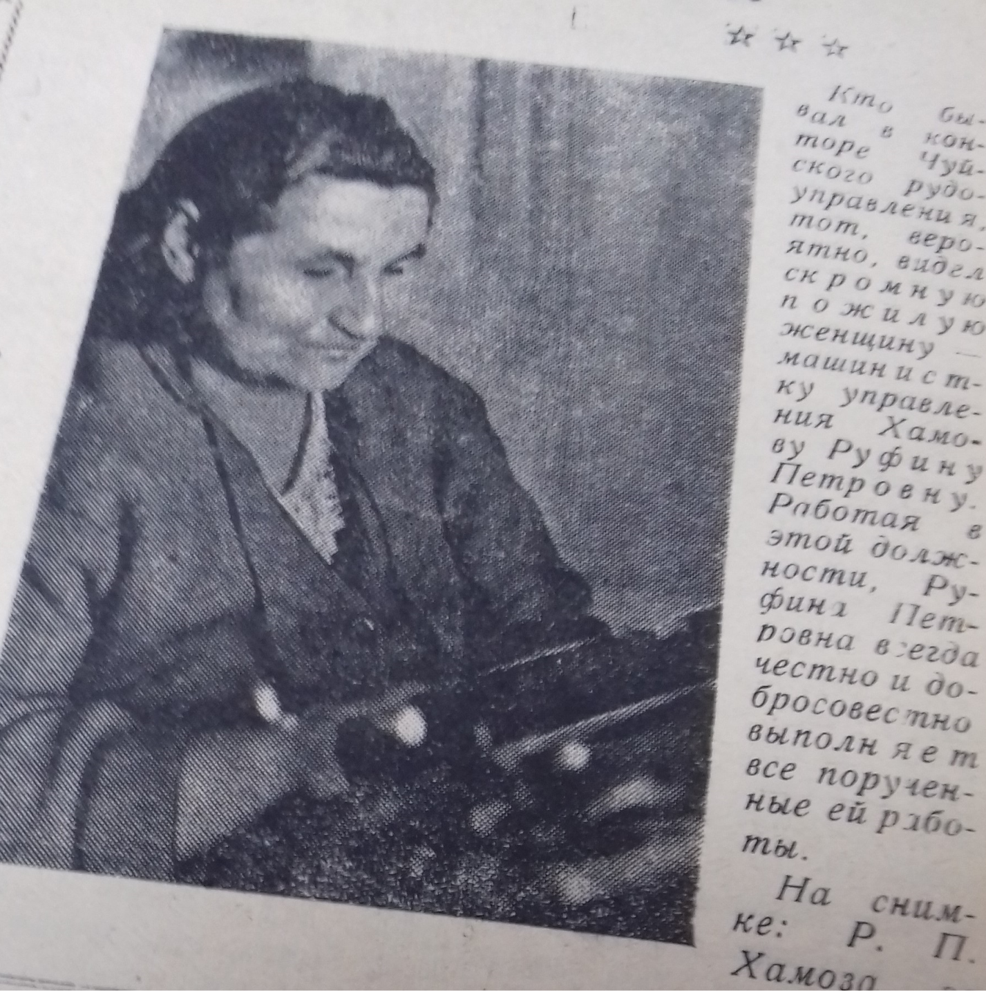 ☆ ☆ ☆
Кто бы-
вал в кон-
торе Чуй-
ского рудо-
управления,
тот, веро-
ятно, видел
скромную
пожилую
женщину —
машинист-
ку управле-
ния Хамо-
ву Руфину
Петровну.
Работая в
этой долж-
ности, Ру-
фина Пет-
ровна всегда
честно и до-
бросовестно
выполняет
все поручен-
ные ей рабо-
ты.
На сним-
ке: Р. П.
Хамова